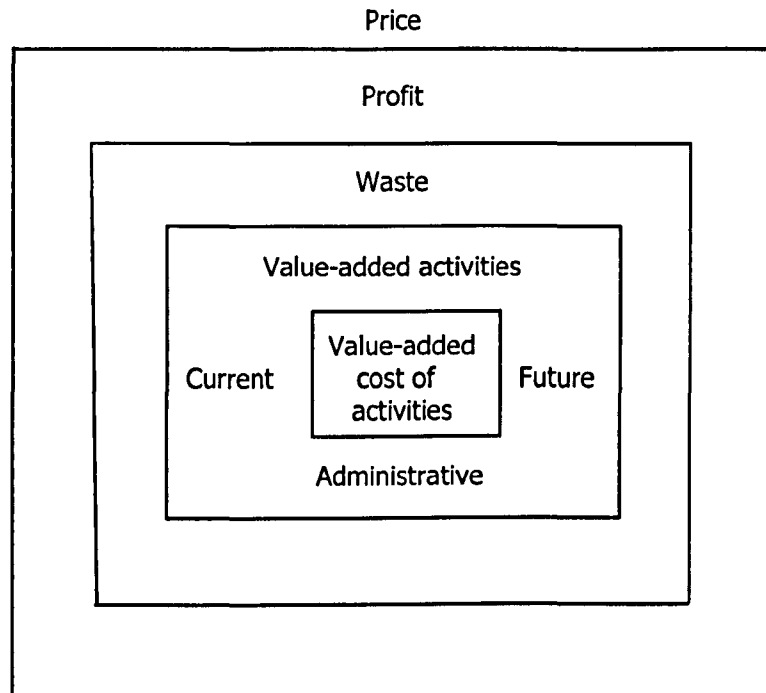 Price
Profit
Waste
Value-added activities
Current
Value-added
cost of
activities
Future
Administrative